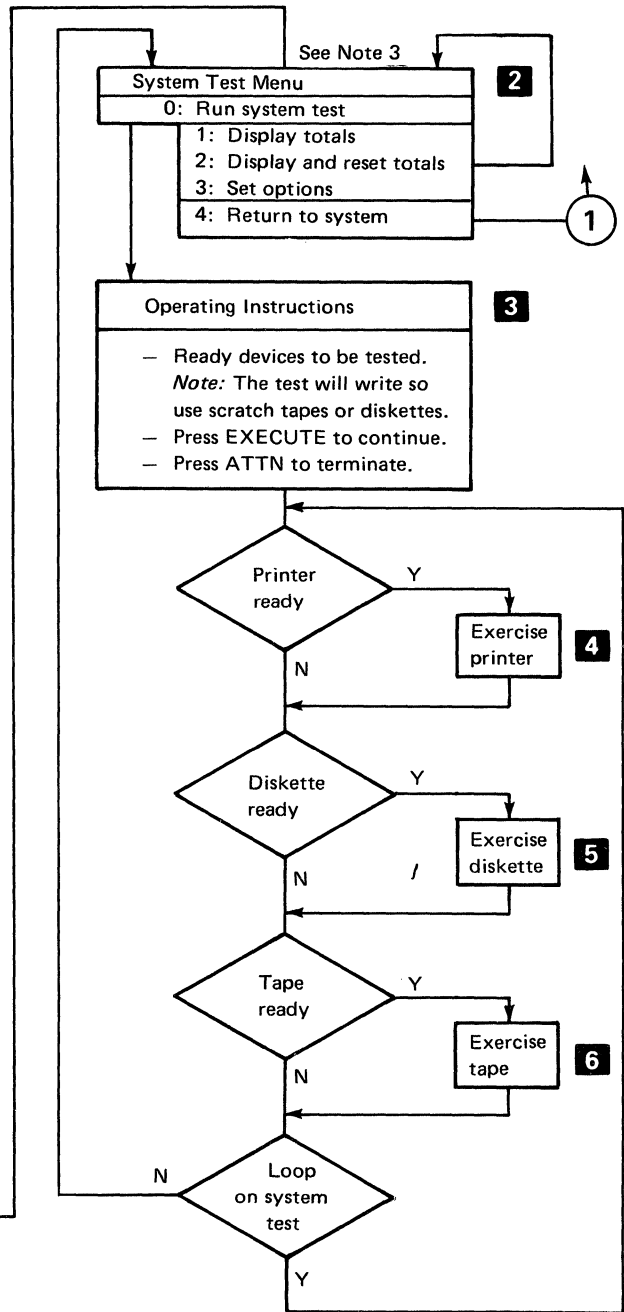 See Note 3
System Test Menu
2
0: Run system test
1: Display totals
2: Display and reset totals
3: Set options
4: Return to system
1
Operating Instructions
3
— Ready devices to be tested.
Note: The test will write so
use scratch tapes or diskettes.
— Press EXECUTE to continue.
— Press ATTN to terminate.
Printer
ready
Y
N
Exercise
printer
4
Diskette
ready
Y
N
Exercise
diskette
5
Tape
ready
Y
N
Exercise
tape
6
Loop
on system
test
N
Y